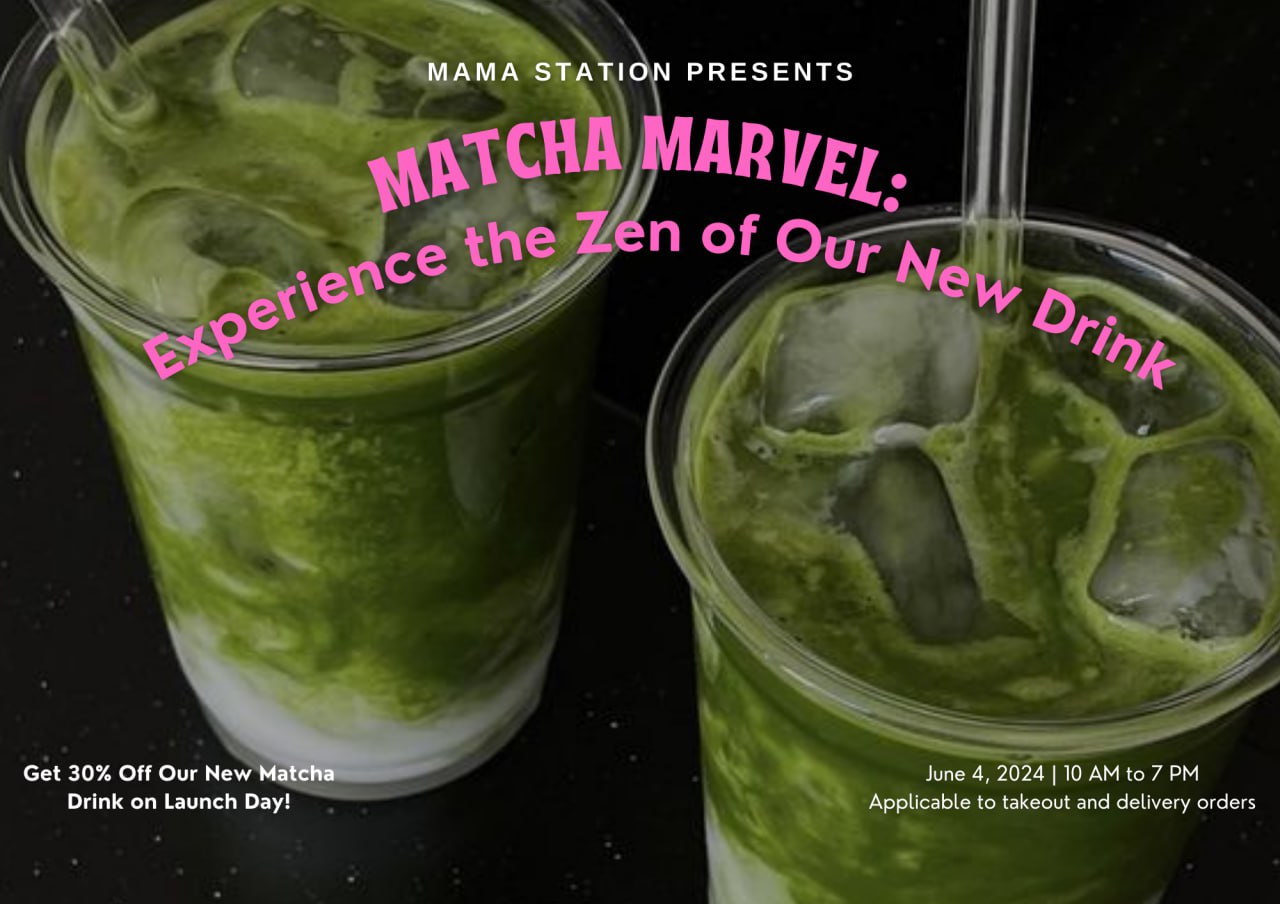 MAMA STATION PRESENTS
MATCHA MARVEL:
Experience the Zen of Our New Drink
Get 30% Off Our New Matcha
Drink on Launch Day!
June 4, 2024 | 10 AM to 7 PM
Applicable to takeout and delivery orders